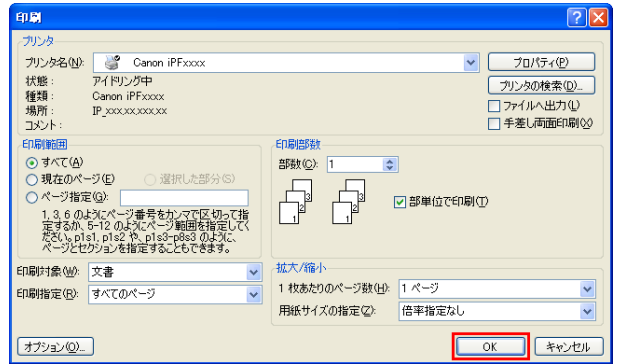 印刷
プリンタ
プリンタ名(N): Canon iPFxxxx プロパティ(P)
状態: アイドリング中 プリンタの検索(D)...
種類: Canon iPFxxxx
場所: IP_xxx,xx,xxx,xx ファイルへ出力(L)
コメント: 手差し両面印刷(X)
印刷範囲
すべて(A)
現在のページ(E) 選択した部分(S)
ページ指定(G):
1, 3, 6 のようにページ番号をカンマで区切って指
定するか、5-12 のようにページ範囲を指定してく
ださい。p1s1, p1s2 や、p1s3-p8s3 のように、
ページとセクションを指定することもできます。
印刷部数
部数(C): 1
1 2 3 1 2 3 部単位で印刷(T)
印刷対象(W): 文書
印刷指定(R): すべてのページ
拡大/縮小
1 枚あたりのページ数(H): 1 ページ
用紙サイズの指定(Z): 倍率指定なし
オプション(O)... OK キャンセル